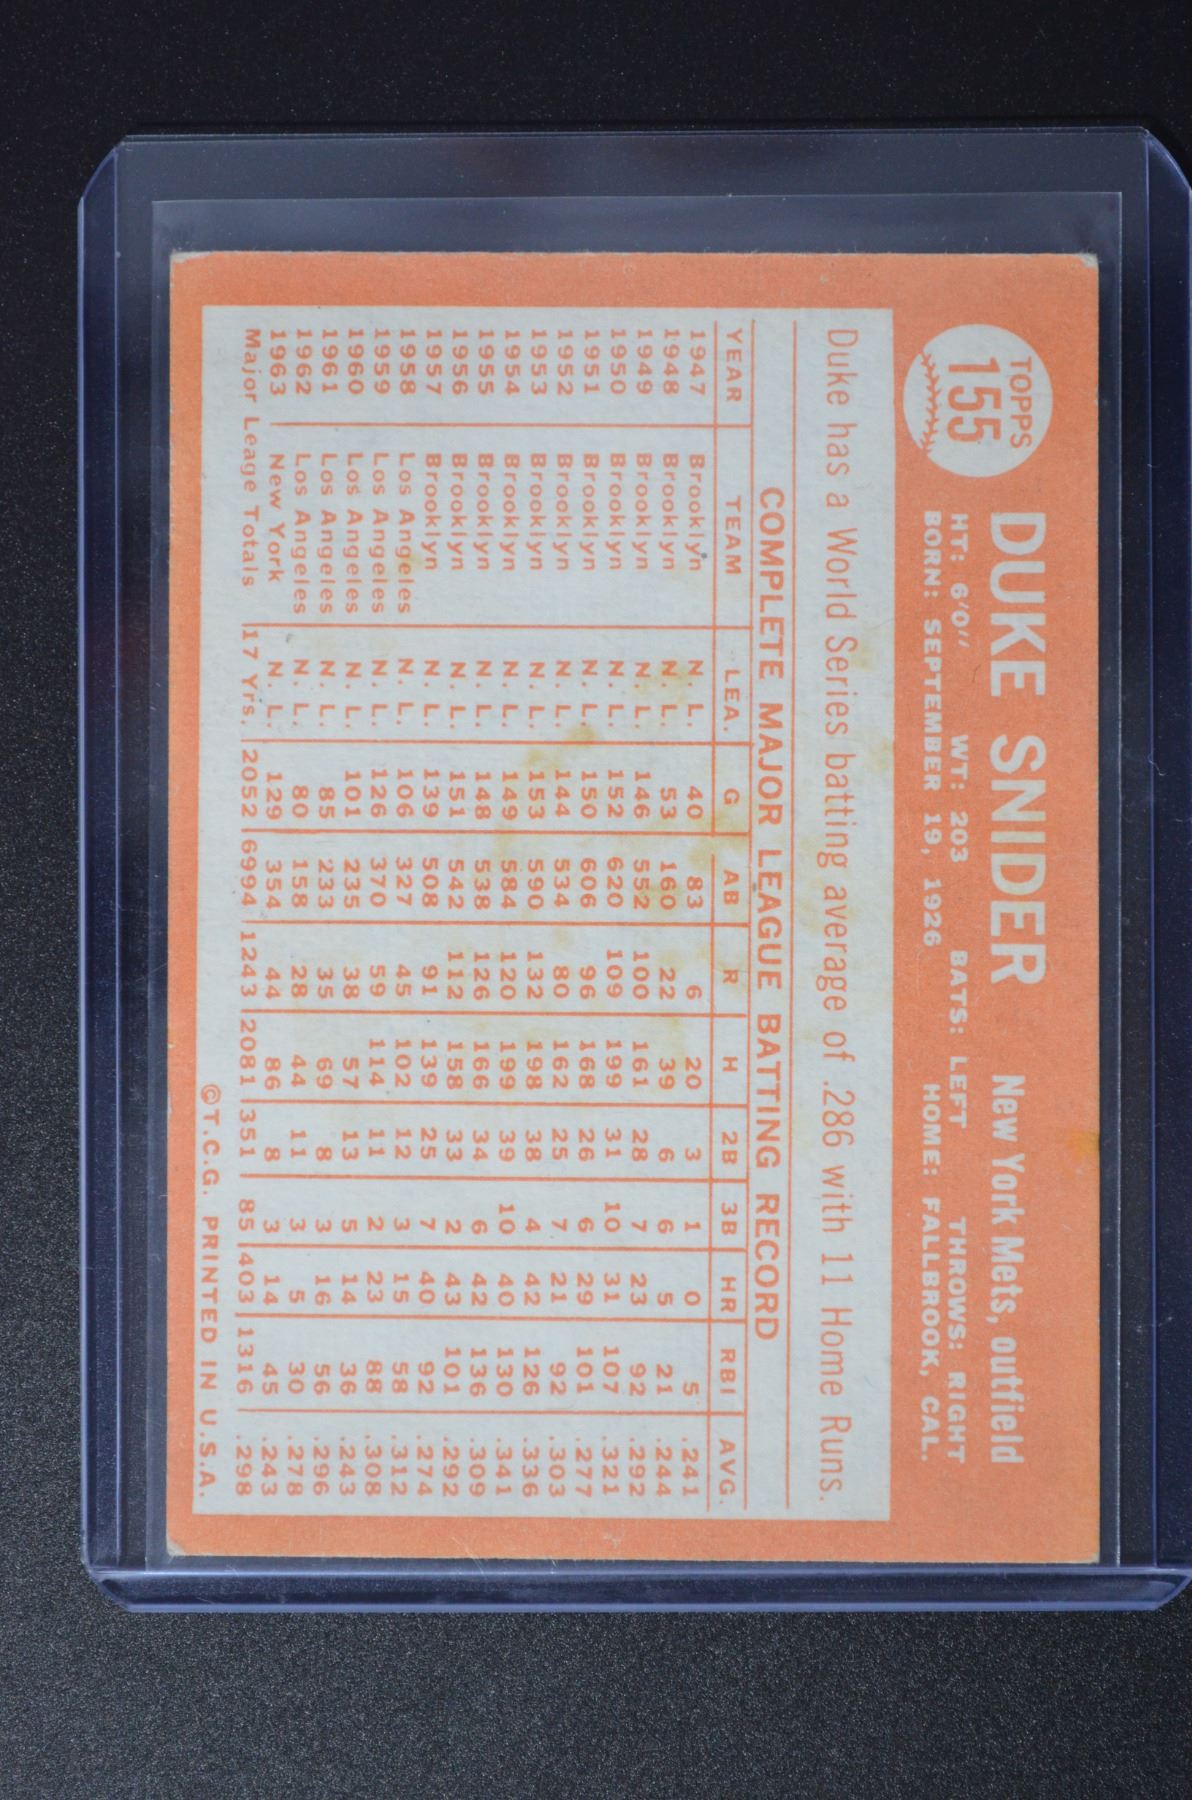 TOPPS
155
DUKE SNIDER New York Mets, outfield
HT: 6'0" WT: 203 BATS: LEFT THROWS: RIGHT
BORN: SEPTEMBER 19, 1926 HOME: FALLBROOK, CAL.
Duke has a World Series batting average of .286 with 11 Home Runs.
COMPLETE MAJOR LEAGUE BATTING RECORD
YEAR TEAM LEA. G AB R H 2B 3B HR RBI AVG.
1947 Brooklyn N. L. 40 83 6 20 3 1 0 5 .241
1948 Brooklyn N. L. 53 160 22 39 6 6 5 21 .244
1949 Brooklyn N. L. 146 552 100 161 28 7 23 92 .292
1950 Brooklyn N. L. 152 620 109 199 31 10 31 107 .321
1951 Brooklyn N. L. 150 606 96 168 26 6 29 101 .277
1952 Brooklyn N. L. 144 534 80 162 25 7 21 92 .303
1953 Brooklyn N. L. 153 590 132 198 38 4 42 126 .336
1954 Brooklyn N. L. 149 584 120 199 39 10 40 130 .341
1955 Brooklyn N. L. 148 538 126 166 34 6 42 136 .309
1956 Brooklyn N. L. 151 542 112 158 33 2 43 101 .292
1957 Brooklyn N. L. 139 508 91 139 25 7 40 92 .274
1958 Los Angeles N. L. 106 327 45 102 12 3 15 58 .312
1959 Los Angeles N. L. 126 370 59 114 11 2 23 88 .308
1960 Los Angeles N. L. 101 235 38 57 13 5 14 36 .243
1961 Los Angeles N. L. 85 233 35 69 8 3 16 56 .296
1962 Los Angeles N. L. 80 158 28 44 11 3 5 30 .278
1963 New York N. L. 129 354 44 86 8 3 14 45 .243
Major League Totals 17 Yrs. 2052 6994 1243 2081 351 85 403 1316 .298
©T.C.G. PRINTED IN U.S.A.